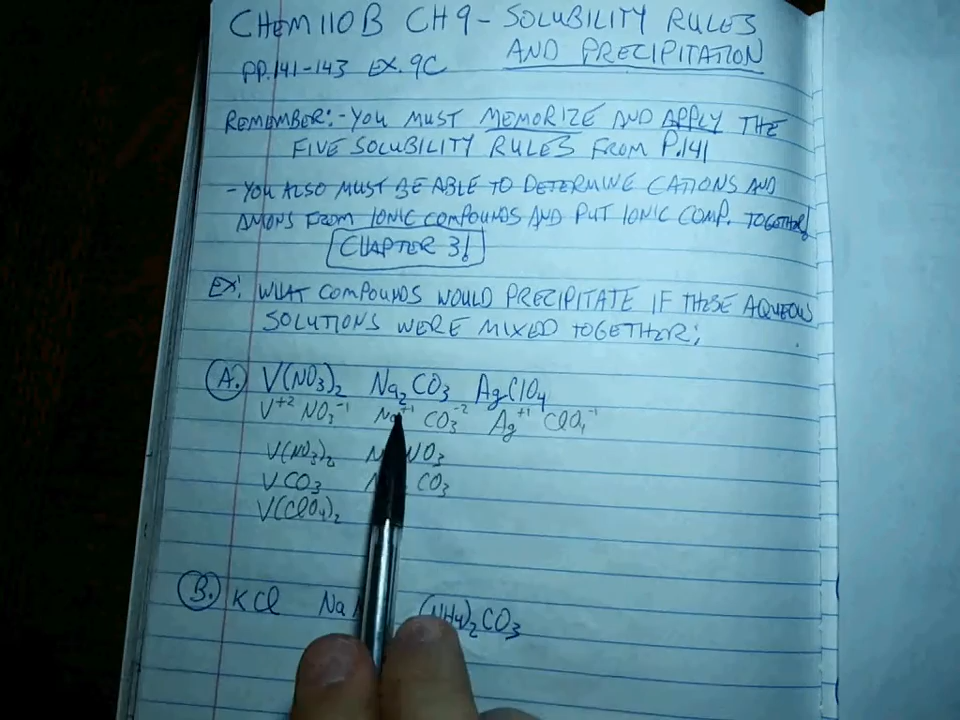 CHEM 110B CH 9 - SOLUBILITY RULES
AND PRECIPITATION
PP. 141-143 EX. 9C
REMEMBER: - YOU MUST MEMORIZE AND APPLY THE
FIVE SOLUBILITY RULES FROM P. 141
- YOU ALSO MUST BE ABLE TO DETERMINE CATIONS AND
ANIONS FROM IONIC COMPOUNDS AND PUT IONIC COMP. TOGETHER!
CHAPTER 3!
EX: WHAT COMPOUNDS WOULD PRECIPITATE IF THESE AQUEOUS
SOLUTIONS WERE MIXED TOGETHER:
A. V(NO3)2 Na2CO3 AgClO4
V+2 NO3-1 Na+1 CO3-2 Ag+1 ClO4-1
V(NO3)2 NO3
VCO3 CO3
V(ClO4)2
B. KCl Na (NH4)2CO3